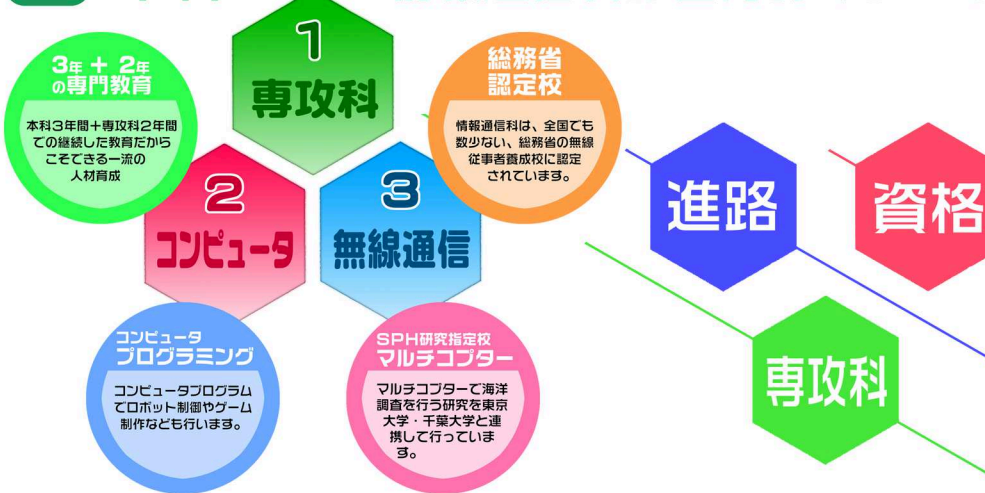 1
専攻科
3年 + 2年
の専門教育
本科3年間＋専攻科2年間
での継続した教育だから
こそできる一流の
人材育成
総務省
認定校
情報通信科は、全国でも
数少ない、総務省の無線
従事者養成校に認定
されています。
2
コンピュータ
3
無線通信
コンピュータ
プログラミング
コンピュータプログラム
でロボット制御やゲーム
制作なども行います。
SPH研究指定校
マルチコプター
マルチコプターで海洋
調査を行う研究を東京
大学・千葉大学と連
携して行っていま
す。
進路
資格
専攻科